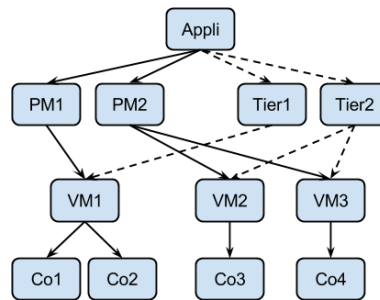 Appli
PM1 PM2 Tier1 Tier2
VM1 VM2 VM3
Co1 Co2 Co3 Co4